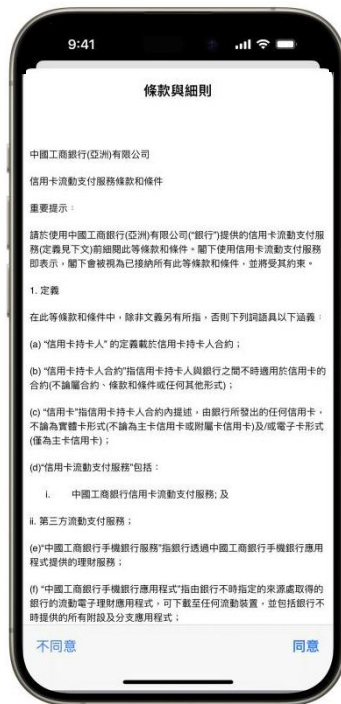 9:41
條款與細則
中國工商銀行(亞洲)有限公司
信用卡流動支付服務條款和條件
重要提示：
請於使用中國工商銀行(亞洲)有限公司("銀行")提供的信用卡流動支付服
務(定義見下文)前細閱此等條款和條件。閣下使用信用卡流動支付服務
即表示，閣下會被視為已接納所有此等條款和條件，並將受其約束。
1. 定義
在此等條款和條件中，除非文義另有所指，否則下列詞語具以下涵義：
(a) "信用卡持卡人" 的定義載於信用卡持卡人合約；
(b) "信用卡持卡人合約"指信用卡持卡人與銀行之間不時適用於信用卡的
合約(不論屬合約、條款和條件或任何其他形式)；
(c) "信用卡"指信用卡持卡人合約內提述，由銀行所發出的任何信用卡，
不論為實體卡形式(不論為主卡信用卡或附屬卡信用卡)及/或電子卡形式
(僅為主卡信用卡)；
(d)"信用卡流動支付服務"包括：
i. 中國工商銀行信用卡流動支付服務; 及
ii. 第三方流動支付服務；
(e)"中國工商銀行手機銀行服務"指銀行透過中國工商銀行手機銀行應用
程式提供的理財服務；
(f) "中國工商銀行手機銀行應用程式"指由銀行不時指定的來源處取得的
銀行的流動電子理財應用程式，可下載至任何流動裝置，並包括銀行不
時提供的所有附設及分支應用程式；
不同意 同意